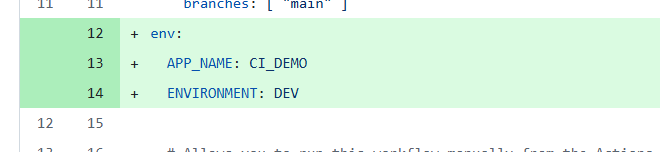 11 11 branches: [ "main" ]
12 + env:
13 + APP_NAME: CI_DEMO
14 + ENVIRONMENT: DEV
12 15
13 16 # Allows you to run this workflow manually from the Actions